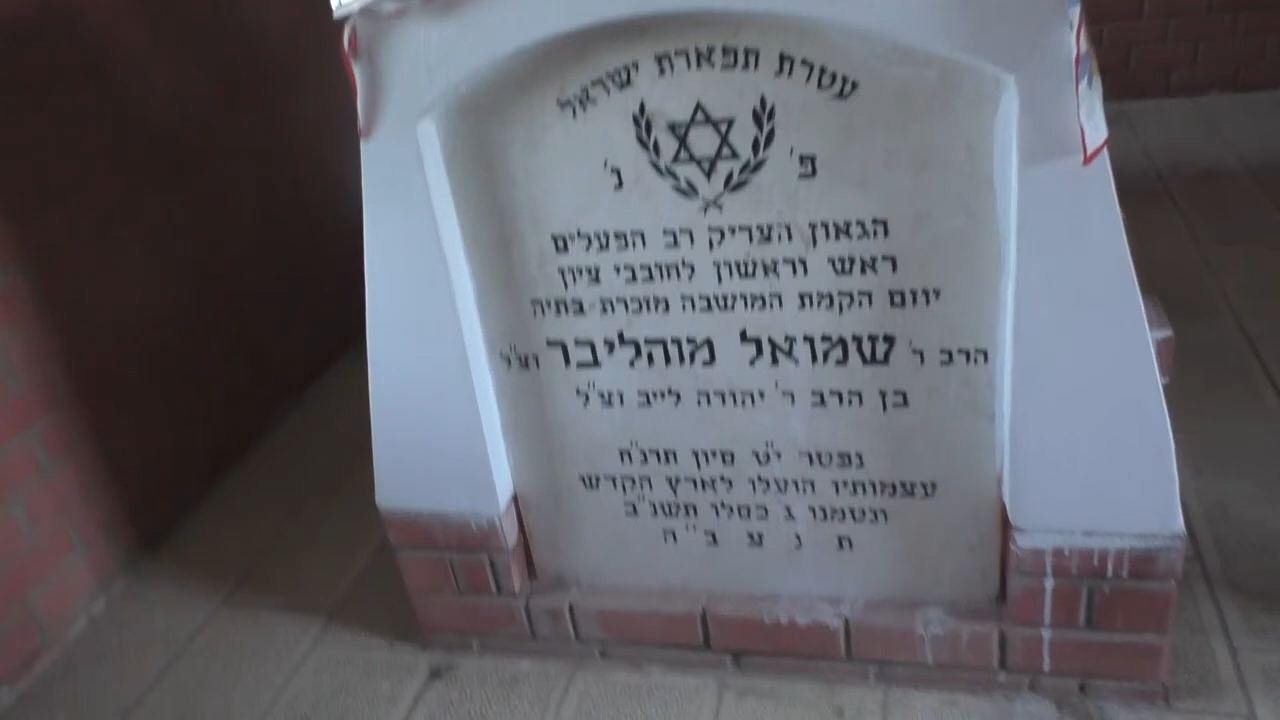 עטרת תפארת ישראל
פ' נ'
הגאון הצדיק רב הפעלים
ראש וראשון לחובבי ציון
יוזם הקמת המושבה מזכרת-בתיה
הרב ר' שמואל מוהליבר זצ"ל
בן הרב ר' יהודה לייב זצ"ל
נפטר י"ט סיון תרנ"ח
עצמותיו הועלו לארץ הקדש
ונטמנו ג כסלו תשנ"ב
ת נ צ ב"ה